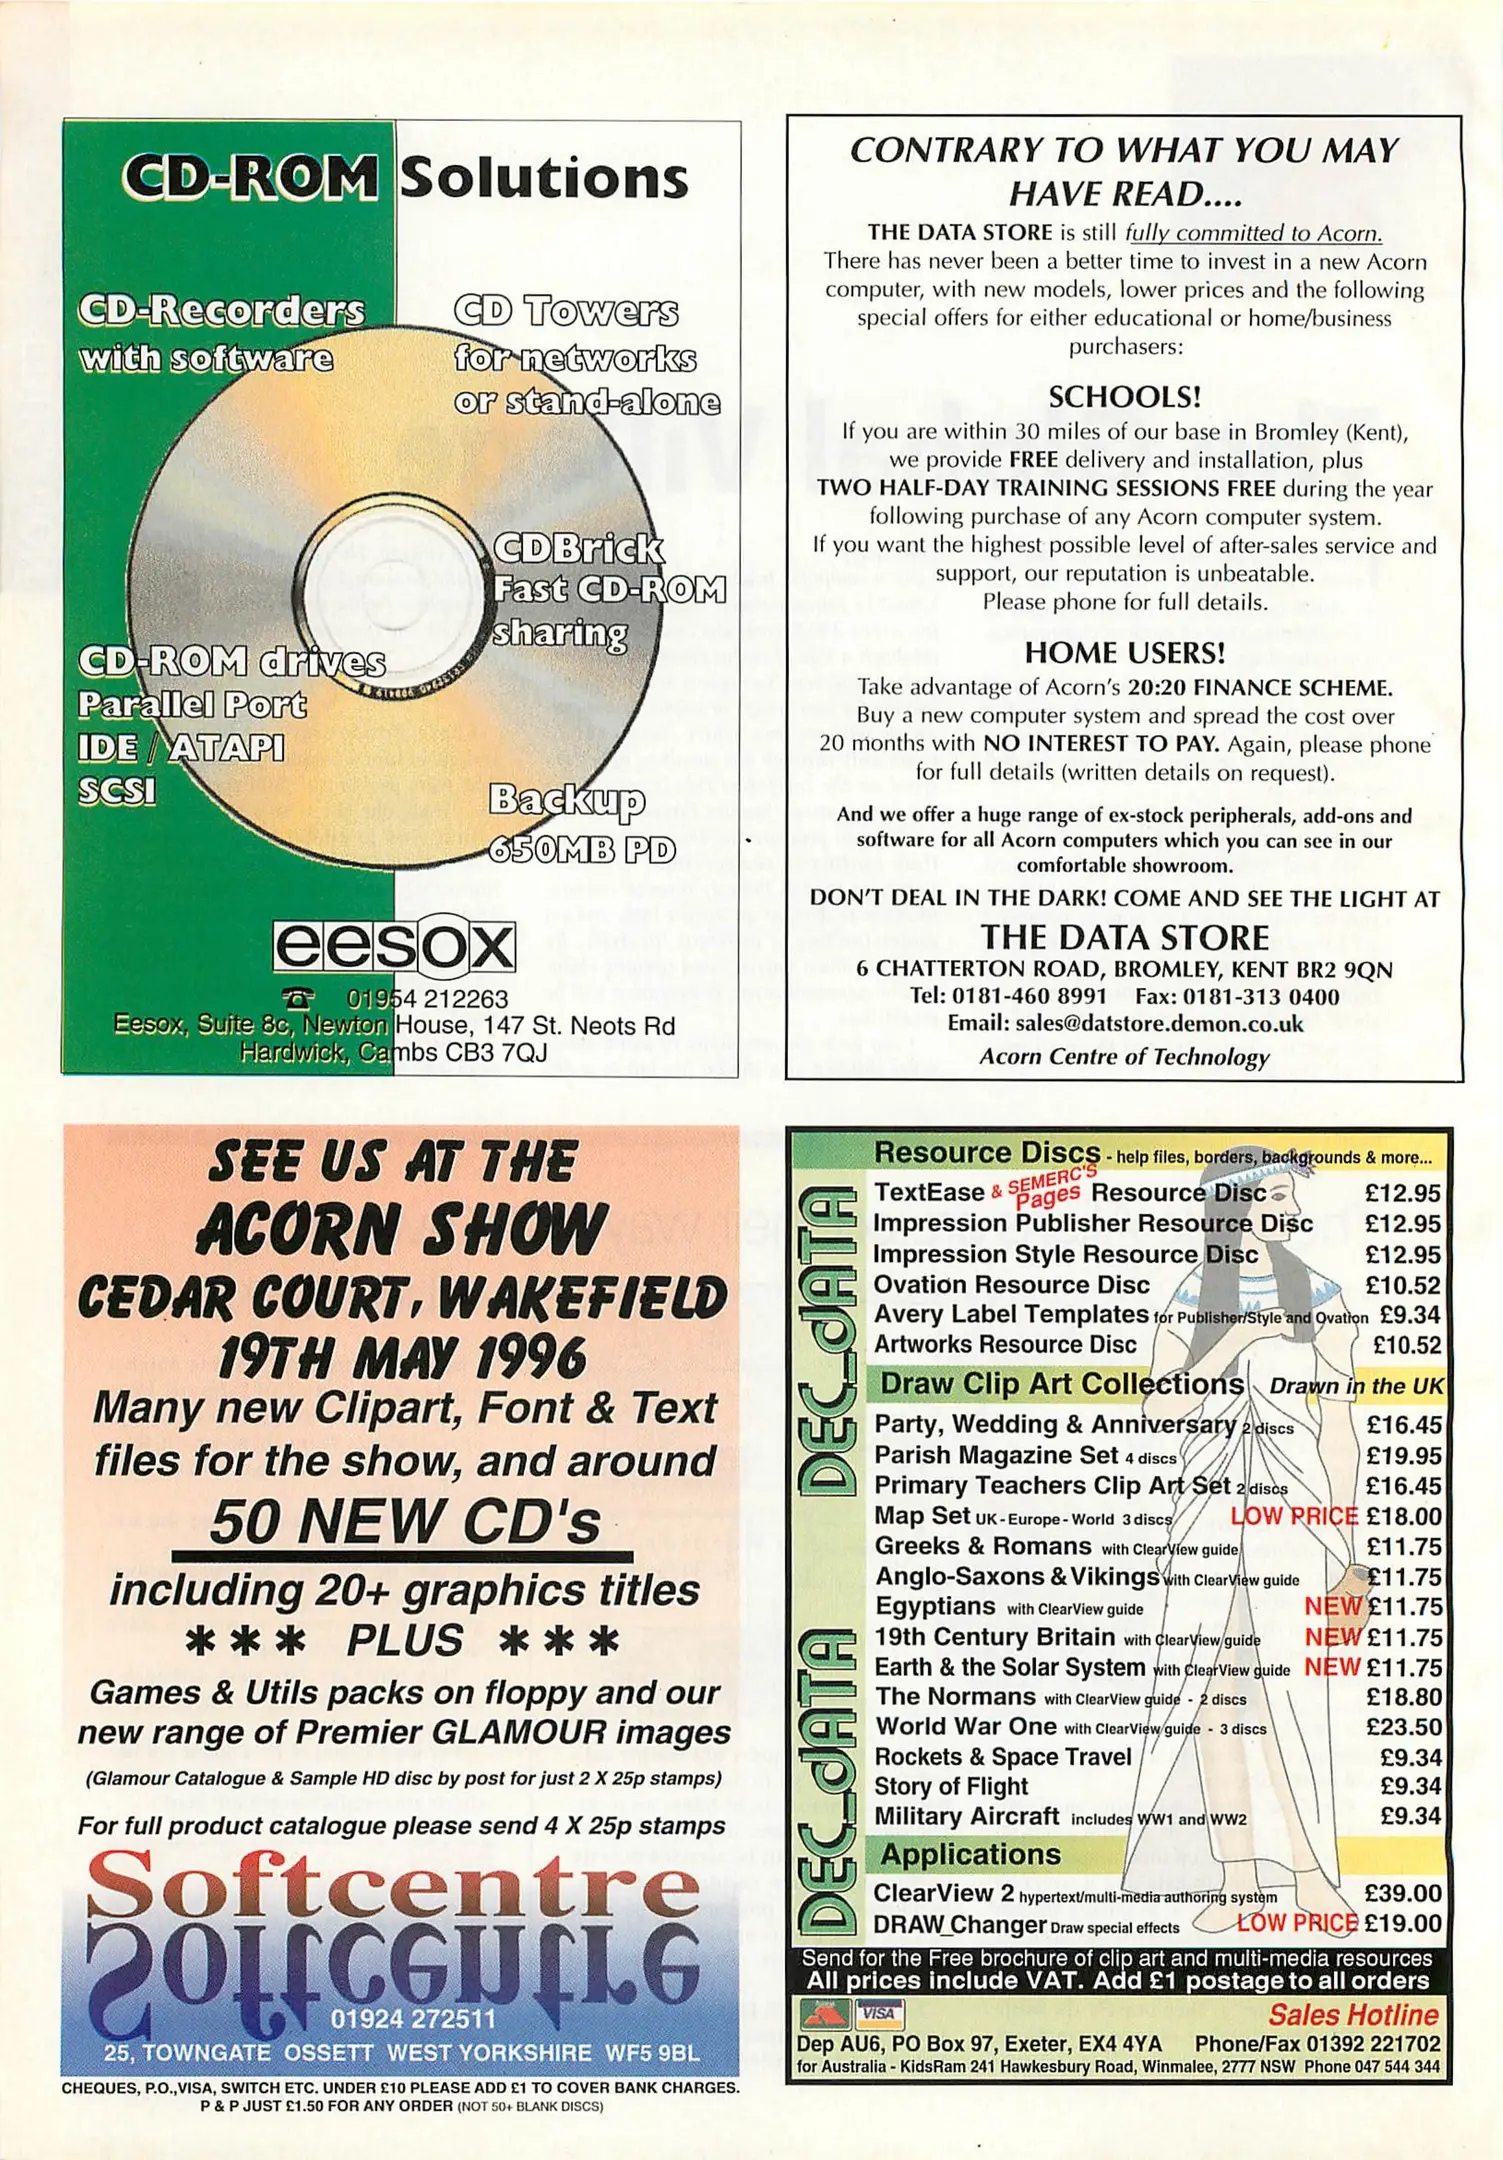 CD-ROM Solutions
CD-Recorders
with software
CD Towers
for networks
or stand-alone
CDBrick
Fast CD-ROM
sharing
CD-ROM drives
Parallel Port
IDE / ATAPI
SCSI
Backup
650MB PD
eesox
☎ 01954 212263
Eesox, Suite 8c, Newton House, 147 St. Neots Rd
Hardwick, Cambs CB3 7QJ
CONTRARY TO WHAT YOU MAY
HAVE READ....
THE DATA STORE is still fully committed to Acorn.
There has never been a better time to invest in a new Acorn
computer, with new models, lower prices and the following
special offers for either educational or home/business
purchasers:
SCHOOLS!
If you are within 30 miles of our base in Bromley (Kent),
we provide FREE delivery and installation, plus
TWO HALF-DAY TRAINING SESSIONS FREE during the year
following purchase of any Acorn computer system.
If you want the highest possible level of after-sales service and
support, our reputation is unbeatable.
Please phone for full details.
HOME USERS!
Take advantage of Acorn's 20:20 FINANCE SCHEME.
Buy a new computer system and spread the cost over
20 months with NO INTEREST TO PAY. Again, please phone
for full details (written details on request).
And we offer a huge range of ex-stock peripherals, add-ons and
software for all Acorn computers which you can see in our
comfortable showroom.
DON'T DEAL IN THE DARK! COME AND SEE THE LIGHT AT
THE DATA STORE
6 CHATTERTON ROAD, BROMLEY, KENT BR2 9QN
Tel: 0181-460 8991 Fax: 0181-313 0400
Email: sales@datstore.demon.co.uk
Acorn Centre of Technology
SEE US AT THE
ACORN SHOW
CEDAR COURT, WAKEFIELD
19TH MAY 1996
Many new Clipart, Font & Text
files for the show, and around
50 NEW CD's
including 20+ graphics titles
*** PLUS ***
Games & Utils packs on floppy and our
new range of Premier GLAMOUR images
(Glamour Catalogue & Sample HD disc by post for just 2 X 25p stamps)
For full product catalogue please send 4 X 25p stamps
Softcentre
Softcentre
01924 272511
25, TOWNGATE OSSETT WEST YORKSHIRE WF5 9BL
CHEQUES, P.O.,VISA, SWITCH ETC. UNDER £10 PLEASE ADD £1 TO COVER BANK CHARGES.
P & P JUST £1.50 FOR ANY ORDER (NOT 50+ BLANK DISCS)
DEC_dATA
DEC_dATA
Resource Discs - help files, borders, backgrounds & more...
TextEase & SEMERC'S Pages Resource Disc £12.95
Impression Publisher Resource Disc £12.95
Impression Style Resource Disc £12.95
Ovation Resource Disc £10.52
Avery Label Templates for Publisher/Style and Ovation £9.34
Artworks Resource Disc £10.52
Draw Clip Art Collections Drawn in the UK
Party, Wedding & Anniversary 2 discs £16.45
Parish Magazine Set 4 discs £19.95
Primary Teachers Clip Art Set 2 discs £16.45
Map Set UK - Europe - World 3 discs LOW PRICE £18.00
Greeks & Romans with ClearView guide £11.75
Anglo-Saxons & Vikings with ClearView guide £11.75
Egyptians with ClearView guide NEW £11.75
19th Century Britain with ClearView guide NEW £11.75
Earth & the Solar System with ClearView guide NEW £11.75
The Normans with ClearView guide - 2 discs £18.80
World War One with ClearView guide - 3 discs £23.50
Rockets & Space Travel £9.34
Story of Flight £9.34
Military Aircraft includes WW1 and WW2 £9.34
Applications
ClearView 2 hypertext/multi-media authoring system £39.00
DRAW_Changer Draw special effects LOW PRICE £19.00
Send for the Free brochure of clip art and multi-media resources
All prices include VAT. Add £1 postage to all orders
VISA
Sales Hotline
Dep AU6, PO Box 97, Exeter, EX4 4YA Phone/Fax 01392 221702
for Australia - KidsRam 241 Hawkesbury Road, Winmalee, 2777 NSW Phone 047 544 344